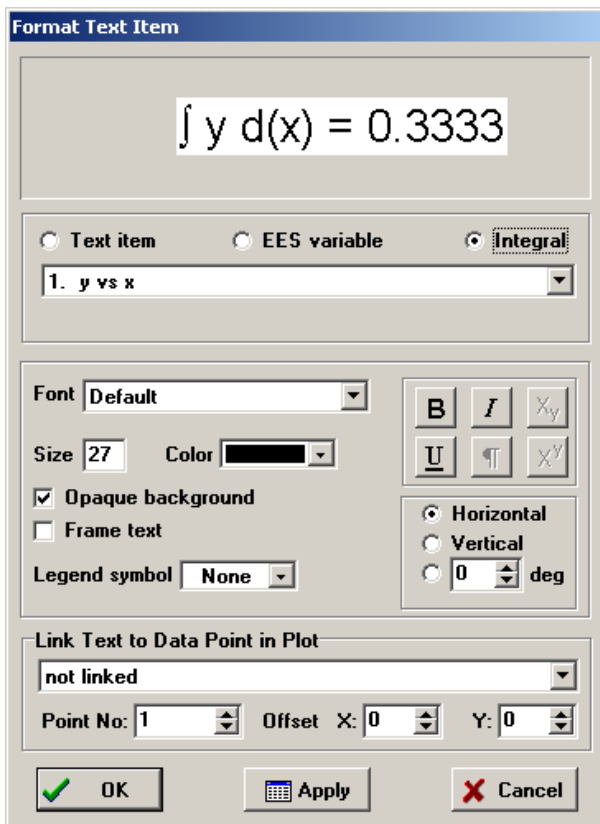 Format Text Item
∫ y d(x) = 0.3333
Text item EES variable Integral
1. y vs x
Font Default
B I Xy
Size 27 Color
U ¶ X^y
Opaque background
Frame text
Horizontal
Vertical
0 deg
Legend symbol None
Link Text to Data Point in Plot
not linked
Point No: 1 Offset X: 0 Y: 0
OK Apply Cancel